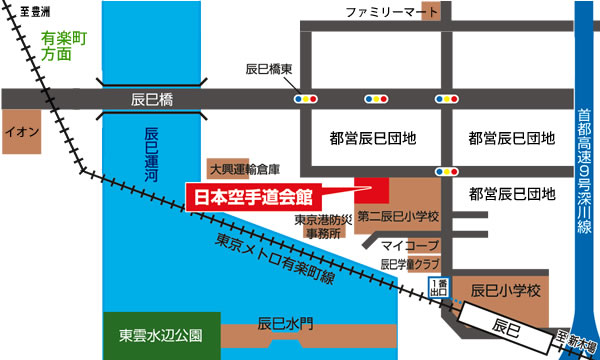 至豊洲
有楽町
方面
ファミリーマート
辰巳橋東
辰巳橋
イオン
辰巳運河
都営辰巳団地
都営辰巳団地
首都高速9号深川線
大興運輸倉庫
日本空手道会館
都営辰巳団地
東京港防災
事務所
第二辰巳小学校
マイコープ
辰巳学童クラブ
東京メトロ有楽町線
1番
出口
辰巳小学校
東雲水辺公園
辰巳水門
辰巳
至新木場